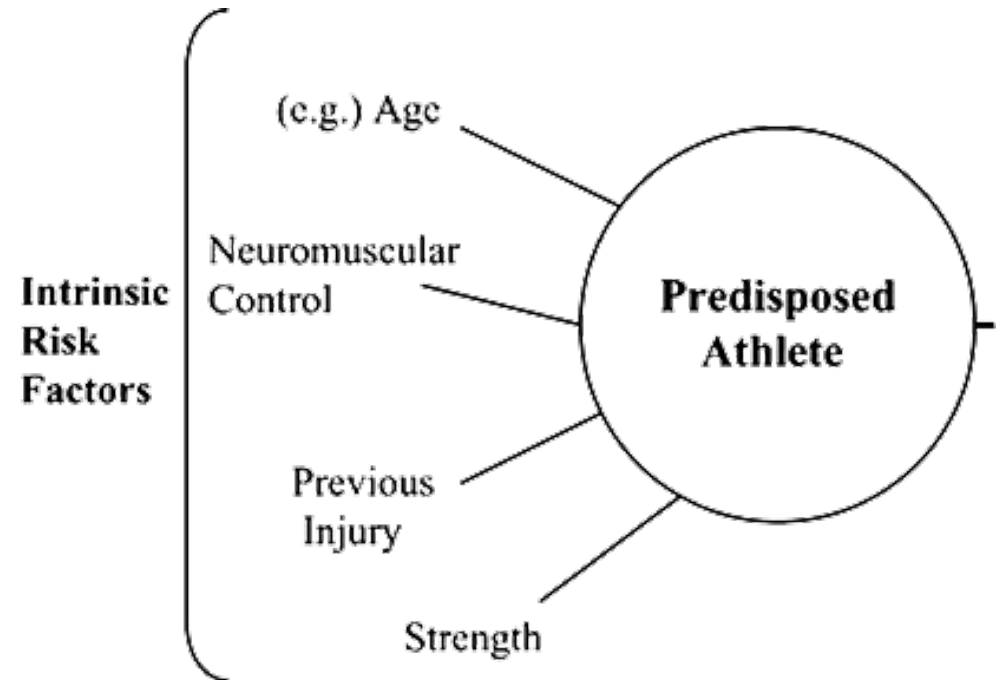 (e.g.) Age
Neuromuscular
Control
Intrinsic
Risk
Factors
Predisposed
Athlete
Previous
Injury
Strength